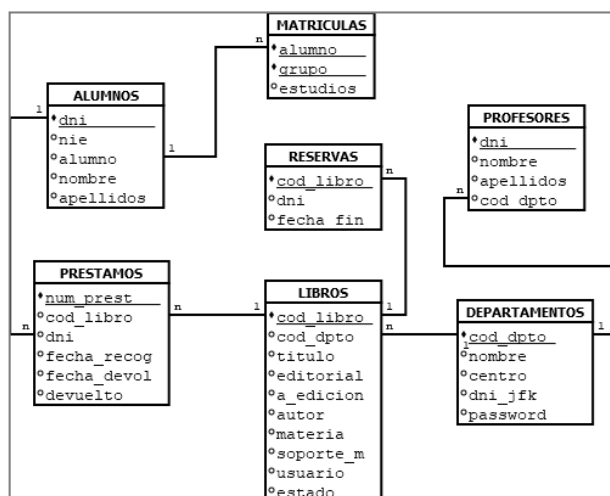 MATRICULAS
alumno
grupo
estudios
n
ALUMNOS
dni
nie
alumno
nombre
apellidos
1
1
PROFESORES
dni
nombre
apellidos
cod_dpto
n
RESERVAS
cod_libro
dni
fecha_fin
n
PRESTAMOS
num_prest
cod_libro
dni
fecha_recog
fecha_devol
devuelto
n
n
1
LIBROS
cod_libro
cod_dpto
titulo
editorial
a_edicion
autor
materia
soporte_m
usuario
estado
1
n
DEPARTAMENTOS
cod_dpto
nombre
centro
dni_jfk
password
1
1